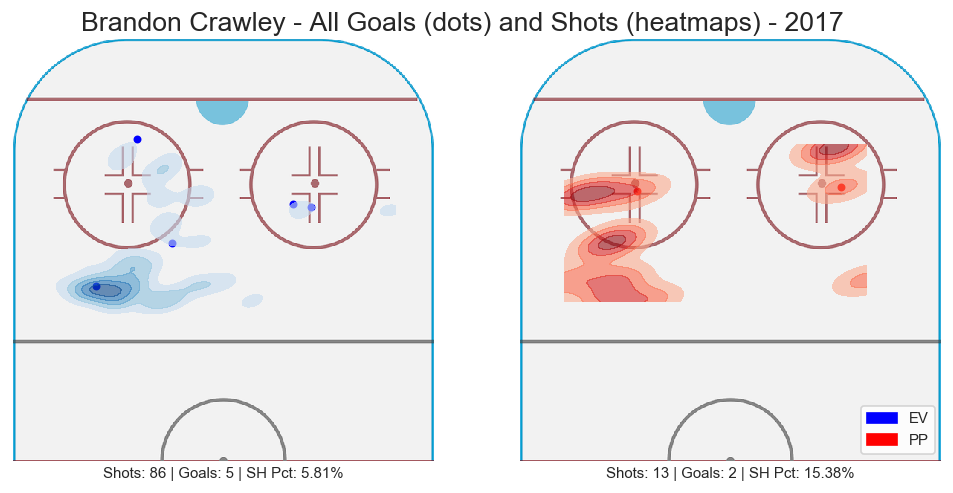 Brandon Crawley - All Goals (dots) and Shots (heatmaps) - 2017
EV
PP
Shots: 86 | Goals: 5 | SH Pct: 5.81%
Shots: 13 | Goals: 2 | SH Pct: 15.38%